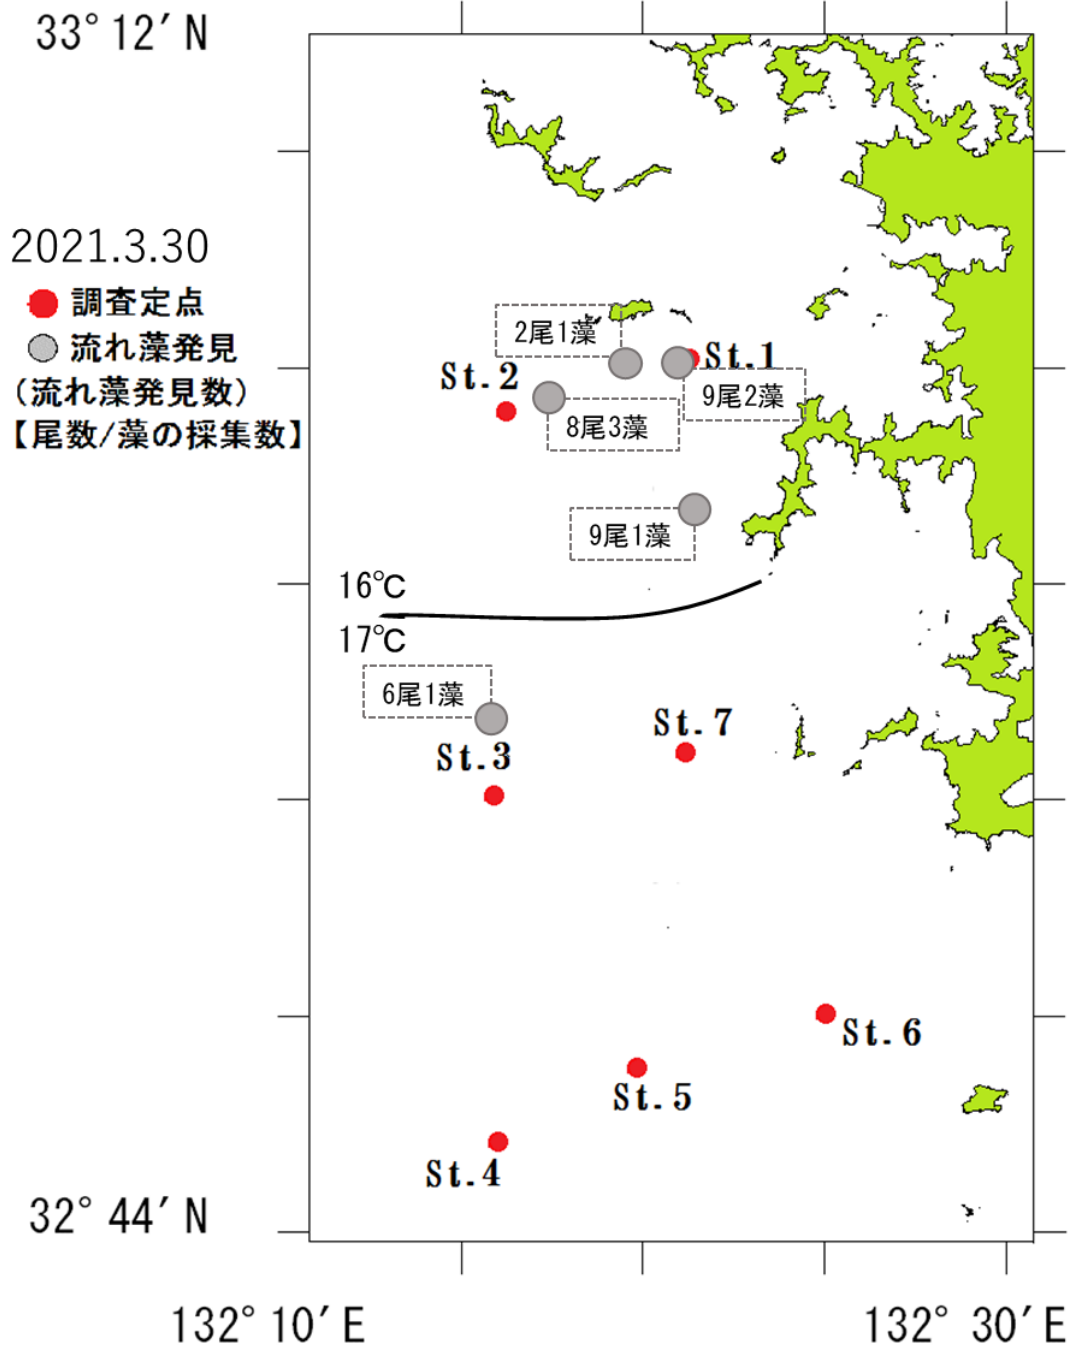 33°12′N
2021.3.30
調査定点
流れ藻発見
(流れ藻発見数)
【尾数/藻の採集数】
2尾1藻
St.1
St.2
9尾2藻
8尾3藻
9尾1藻
16℃
17℃
6尾1藻
St.7
St.3
St.6
St.5
St.4
32°44′N
132°10′E
132°30′E